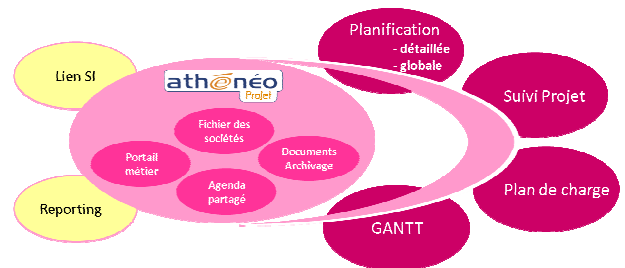 Planification
- détaillée
- globale
Lien SI
athénéo
Projet
Suivi Projet
Fichier des
sociétés
Portail
métier
Documents
Archivage
Agenda
partagé
Plan de charge
Reporting
GANTT